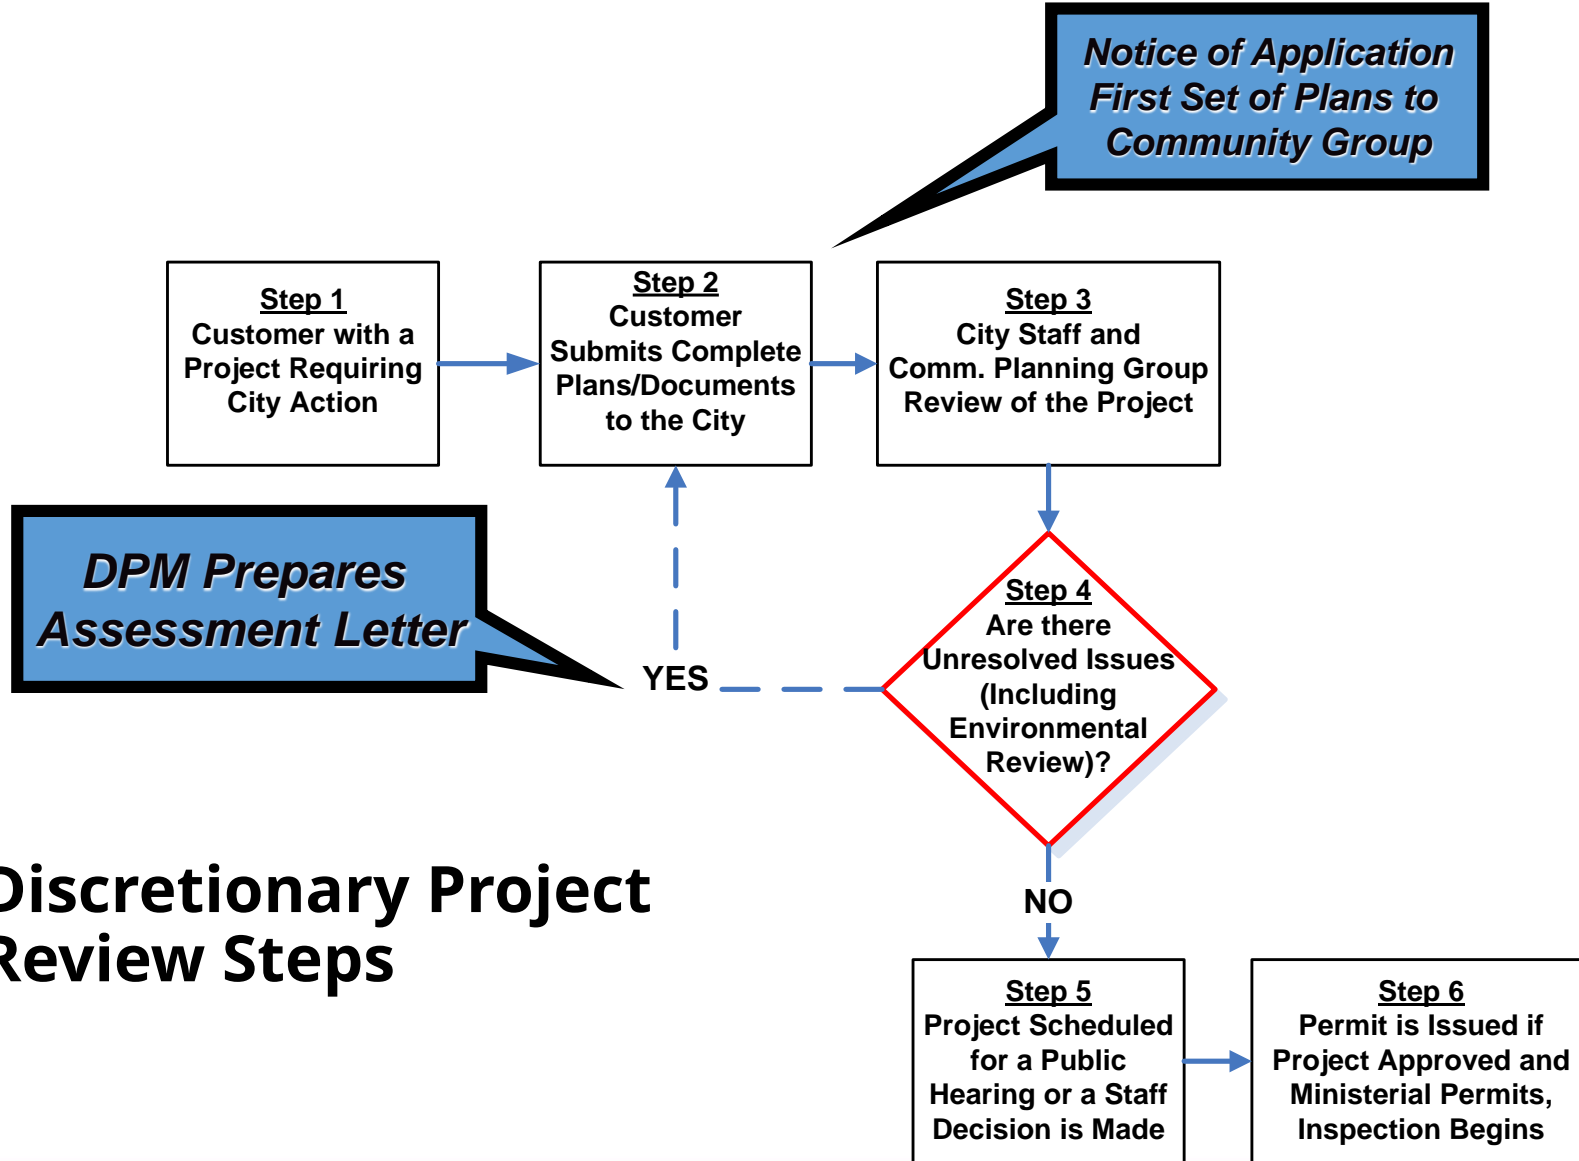 Notice of Application
First Set of Plans to
Community Group
Step 1
Customer with a
Project Requiring
City Action
Step 2
Customer
Submits Complete
Plans/Documents
to the City
Step 3
City Staff and
Comm. Planning Group
Review of the Project
DPM Prepares
Assessment Letter
YES
Step 4
Are there
Unresolved Issues
(Including
Environmental
Review)?
NO
Discretionary Project
Review Steps
Step 5
Project Scheduled
for a Public
Hearing or a Staff
Decision is Made
Step 6
Permit is Issued if
Project Approved and
Ministerial Permits,
Inspection Begins